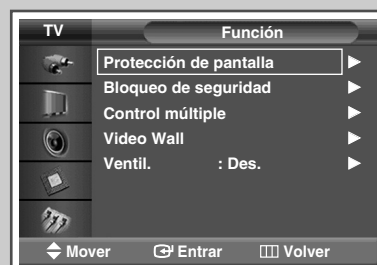 TV Función
Protección de pantalla
Bloqueo de seguridad
Control múltiple
Video Wall
Ventil. : Des.
Mover Entrar Volver